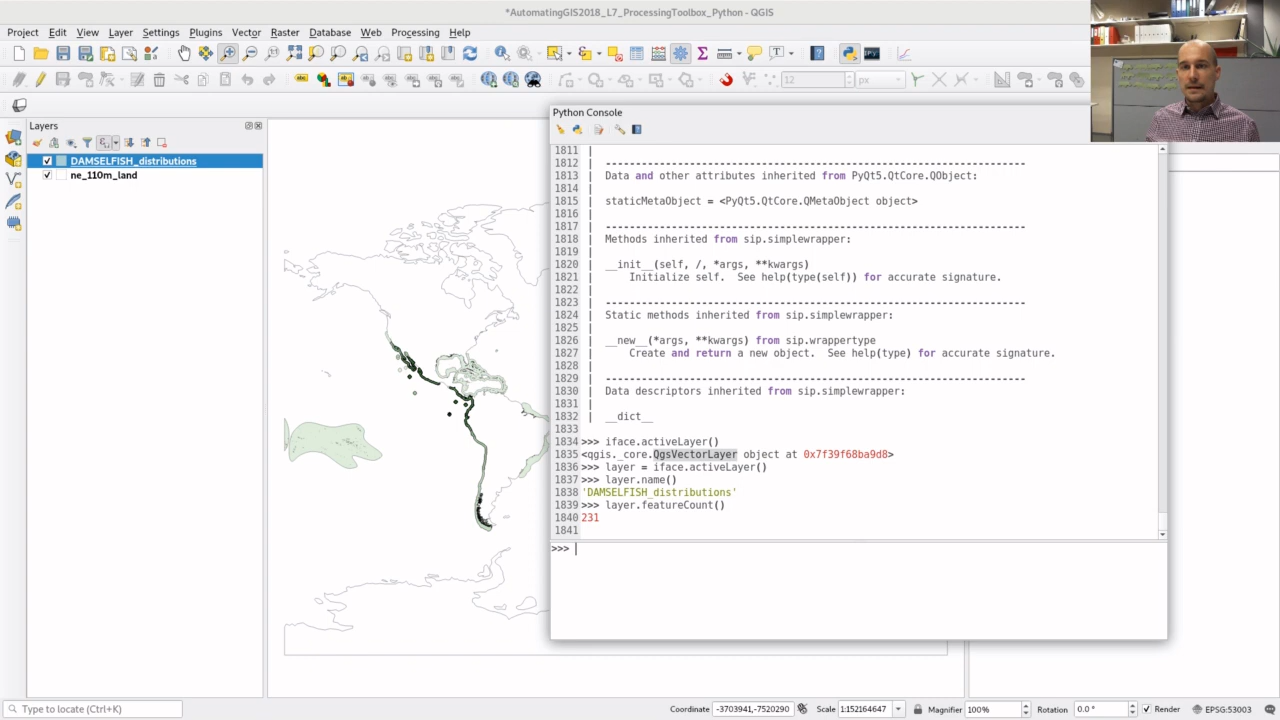 *AutomatingGIS2018_L7_ProcessingToolbox_Python - QGIS
Project Edit View Layer Settings Plugins Vector Raster Database Web Processing Help
12 px
Layers
DAMSELFISH_distributions
ne_110m_land
Python Console
1811 |
1812 | ----------------------------------------------------------------------
1813 | Data and other attributes inherited from PyQt5.QtCore.QObject:
1814 |
1815 | staticMetaObject = <PyQt5.QtCore.QMetaObject object>
1816 |
1817 | ----------------------------------------------------------------------
1818 | Methods inherited from sip.simplewrapper:
1819 |
1820 | __init__(self, /, *args, **kwargs)
1821 | Initialize self.  See help(type(self)) for accurate signature.
1822 |
1823 | ----------------------------------------------------------------------
1824 | Static methods inherited from sip.simplewrapper:
1825 |
1826 | __new__(*args, **kwargs) from sip.wrappertype
1827 | Create and return a new object.  See help(type) for accurate signature.
1828 |
1829 | ----------------------------------------------------------------------
1830 | Data descriptors inherited from sip.simplewrapper:
1831 |
1832 | __dict__
1833
1834 >>> iface.activeLayer()
1835 <qgis._core.QgsVectorLayer object at 0x7f39f68ba9d8>
1836 >>> layer = iface.activeLayer()
1837 >>> layer.name()
1838 'DAMSELFISH_distributions'
1839 >>> layer.featureCount()
1840 231
1841
>>>
Type to locate (Ctrl+K) Coordinate -3703941,-7520290 Scale 1:152164647 Magnifier 100% Rotation 0.0 ° Render EPSG:53003